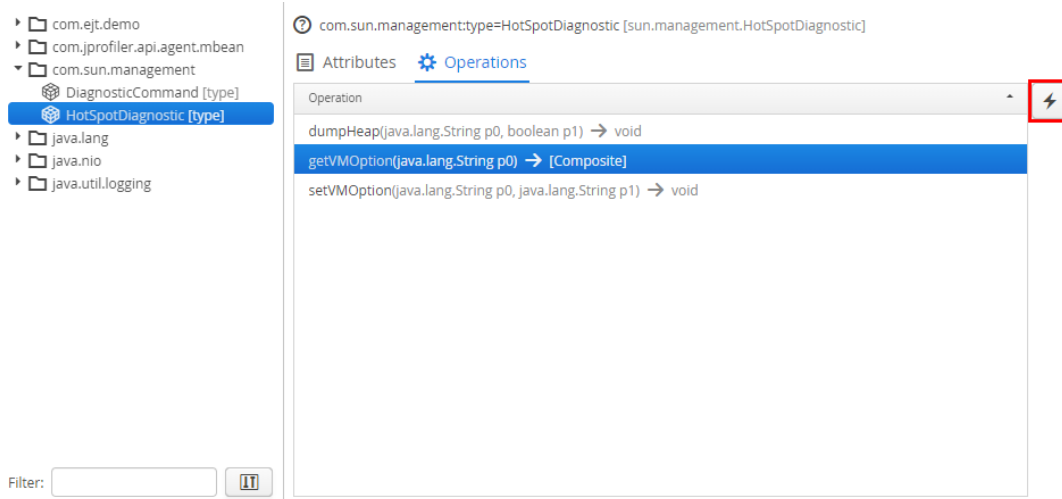 com.ejt.demo
com.jprofiler.api.agent.mbean
com.sun.management
DiagnosticCommand [type]
HotSpotDiagnostic [type]
java.lang
java.nio
java.util.logging
Filter:
com.sun.management:type=HotSpotDiagnostic [sun.management.HotSpotDiagnostic]
Attributes Operations
Operation
dumpHeap(java.lang.String p0, boolean p1) → void
getVMOption(java.lang.String p0) → [Composite]
setVMOption(java.lang.String p0, java.lang.String p1) → void